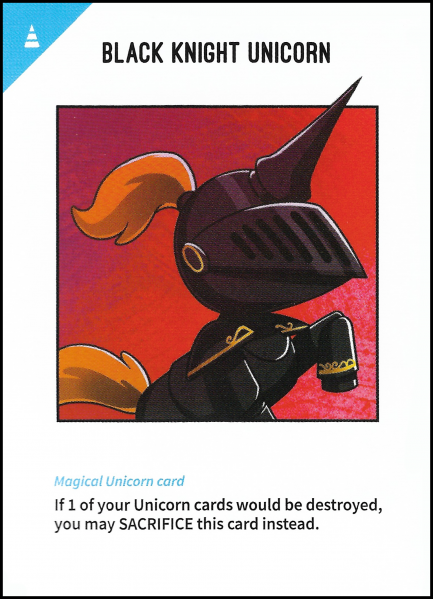 BLACK KNIGHT UNICORN
Magical Unicorn card
If 1 of your Unicorn cards would be destroyed,
you may SACRIFICE this card instead.